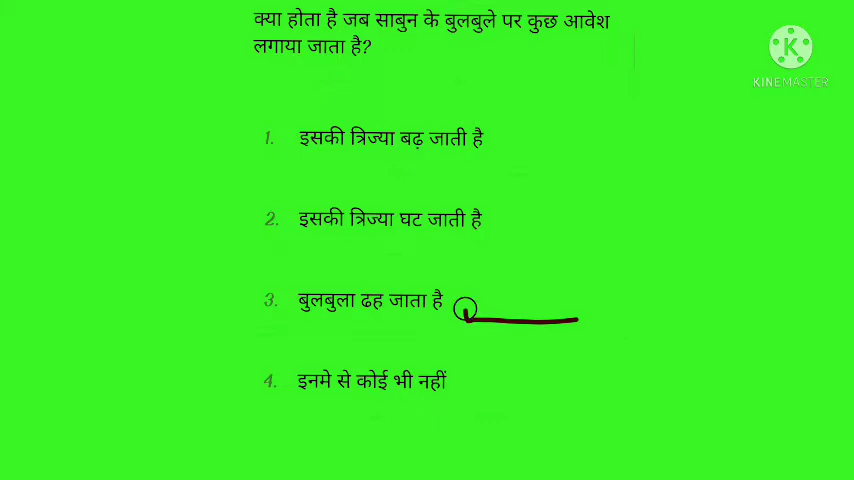 क्या होता है जब साबुन के बुलबुले पर कुछ आवेश
लगाया जाता है?
KINEMASTER
1. इसकी त्रिज्या बढ़ जाती है
2. इसकी त्रिज्या घट जाती है
3. बुलबुला ढह जाता है
4. इनमे से कोई भी नहीं